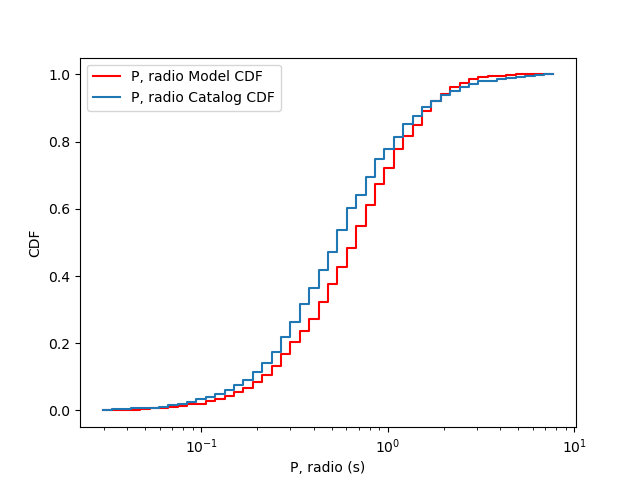 P, radio Model CDF
P, radio Catalog CDF
1.0
0.8
0.6
0.4
0.2
0.0
CDF
10⁻¹ 10⁰ 10¹
P, radio (s)